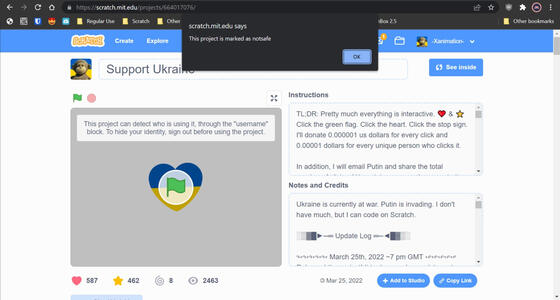 https://scratch.mit.edu/projects/664017076/
Regular Use
Scratch
Other
Box 2.5
Other bookmarks
scratch.mit.edu says
This project is marked as notsafe
OK
SCRATCH
Create
Explore
-Xanimation-
Support Ukraine
See inside
This project can detect who is using it, through the "username"
block. To hide your identity, sign out before using the project.
Instructions
TL;DR: Pretty much everything is interactive. ❤️ & ⭐
Click the green flag. Click the heart. Click the stop sign.
I'll donate 0.000001 us dollars for every click and
0.00001 dollars for every unique person who clicks it.
In addition, I will email Putin and share the total
Notes and Credits
Ukraine is currently at war. Putin is invading. I don't
have much, but I can code on Scratch.
Update Log
March 25th, 2022 ~7 pm GMT
587
462
8
2463
© Mar 25, 2022
+ Add to Studio
Copy Link